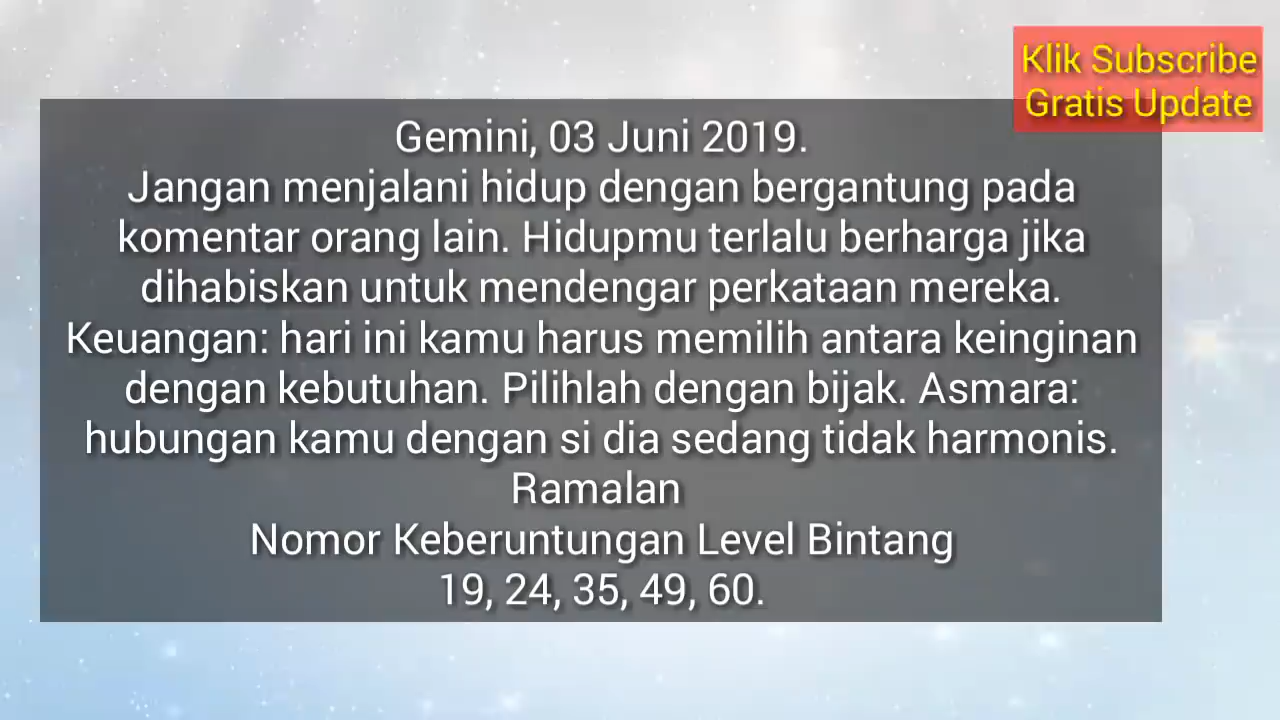 Klik Subscribe
Gratis Update
Gemini, 03 Juni 2019.
Jangan menjalani hidup dengan bergantung pada
komentar orang lain. Hidupmu terlalu berharga jika
dihabiskan untuk mendengar perkataan mereka.
Keuangan: hari ini kamu harus memilih antara keinginan
dengan kebutuhan. Pilihlah dengan bijak. Asmara:
hubungan kamu dengan si dia sedang tidak harmonis.
Ramalan
Nomor Keberuntungan Level Bintang
19, 24, 35, 49, 60.